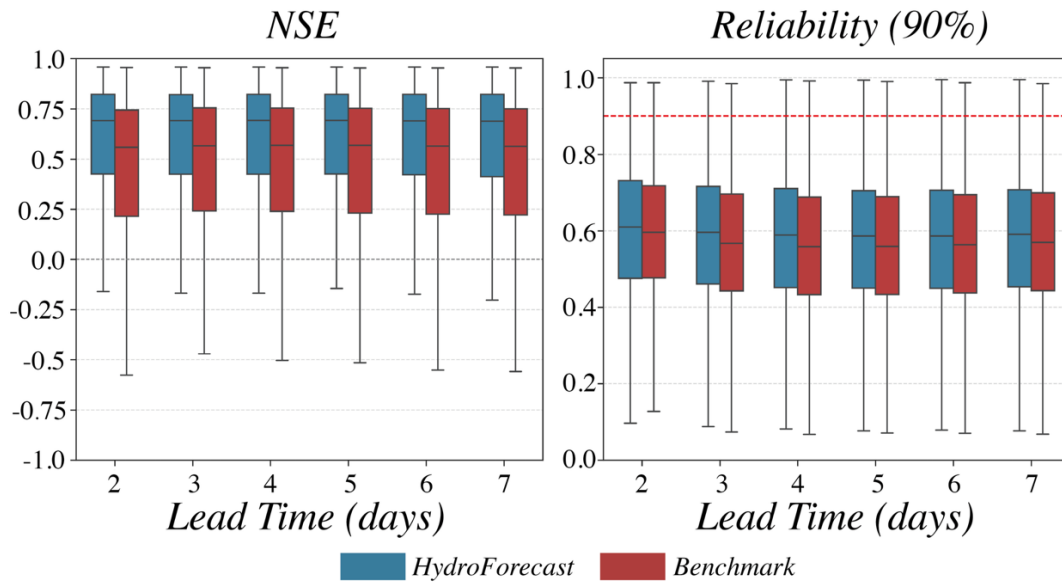 NSE
1.0
0.75
0.5
0.25
0.0
-0.25
-0.5
-0.75
-1.0
2 3 4 5 6 7
Lead Time (days)
Reliability (90%)
1.0
0.8
0.6
0.4
0.2
0.0
2 3 4 5 6 7
Lead Time (days)
HydroForecast Benchmark